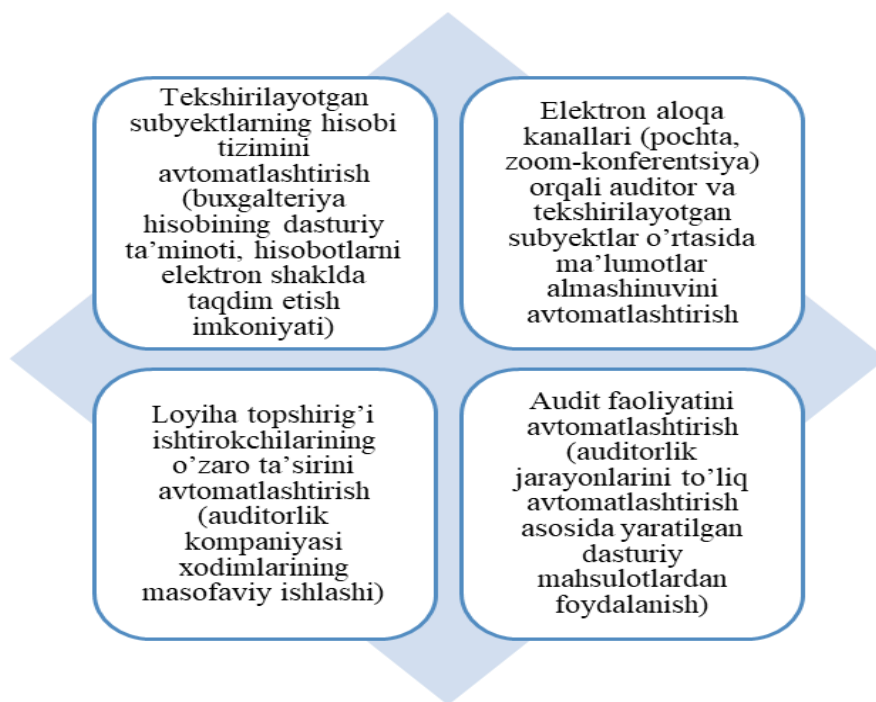 Tekshirilayotgan
subyektlarning hisobi
tizimini
avtomatlashtirish
(buxgalteriya
hisobining dasturiy
ta’minoti, hisobotlarni
elektron shaklda
taqdim etish
imkoniyati)
Elektron aloqa
kanallari (pochta,
zoom-konferentsiya)
orqali auditor va
tekshirilayotgan
subyektlar o’rtasida
ma’lumotlar
almashinuvini
avtomatlashtirish
Loyiha topshirig’i
ishtirokchilarining
o’zaro ta’sirini
avtomatlashtirish
(auditorlik
kompaniyasi
xodimlarining
masofaviy ishlashi)
Audit faoliyatini
avtomatlashtirish
(auditorlik
jarayonlarini to’liq
avtomatlashtirish
asosida yaratilgan
dasturiy
mahsulotlardan
foydalanish)